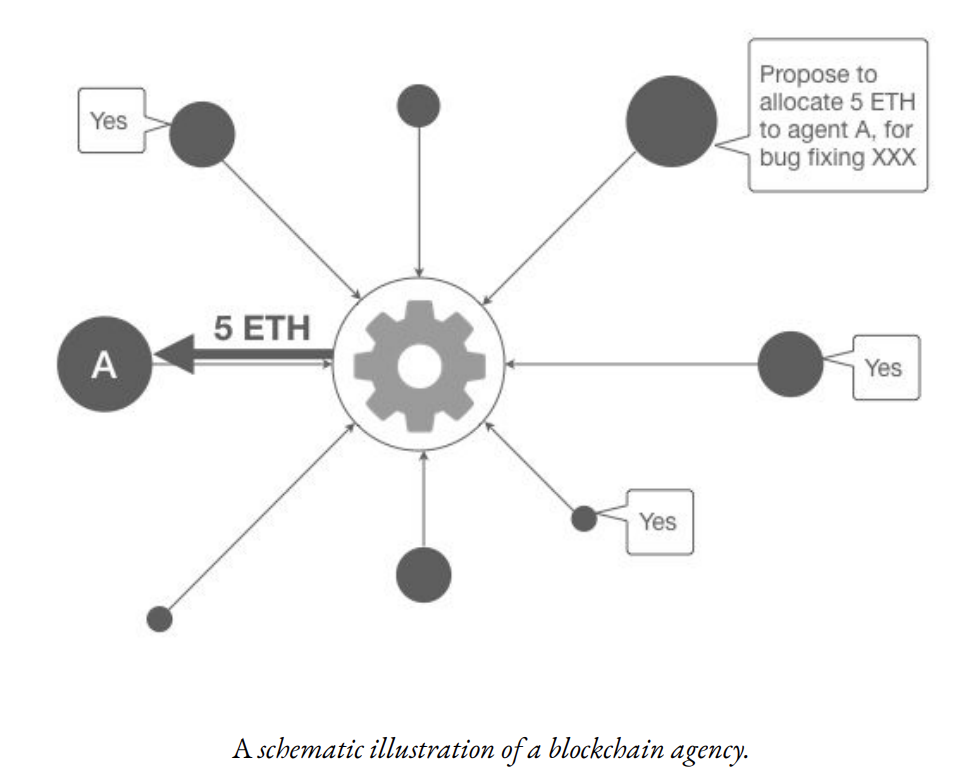 Yes
Propose to
allocate 5 ETH
to agent A, for
bug fixing XXX
5 ETH
A
Yes
Yes
A schematic illustration of a blockchain agency.